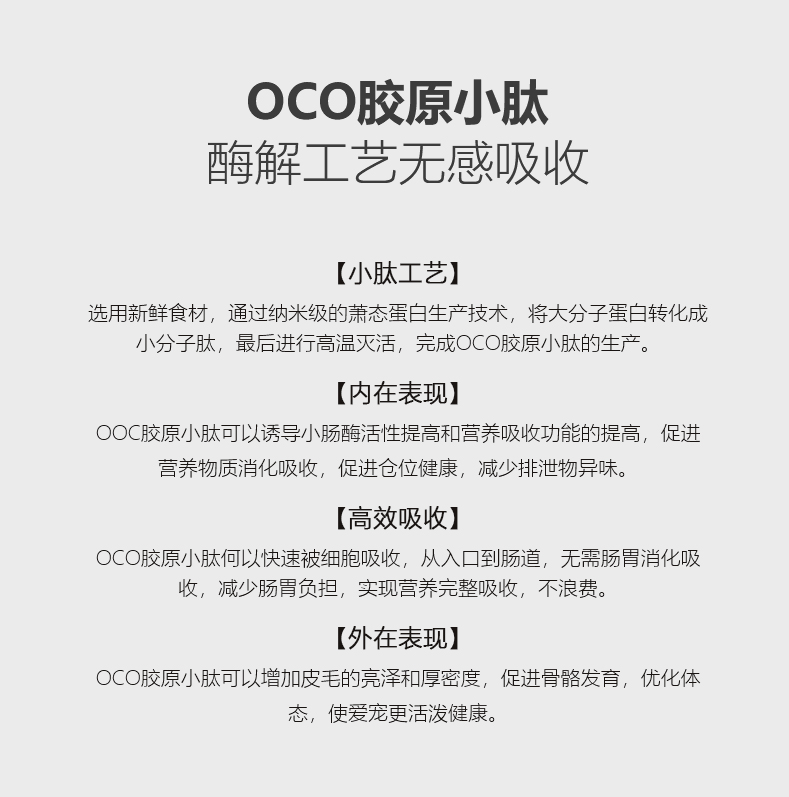 OCO胶原小肽
酶解工艺无感吸收
【小肽工艺】
选用新鲜食材，通过纳米级的萧态蛋白生产技术，将大分子蛋白转化成
小分子肽，最后进行高温灭活，完成OCO胶原小肽的生产。
【内在表现】
OOC胶原小肽可以诱导小肠酶活性提高和营养吸收功能的提高，促进
营养物质消化吸收，促进仓位健康，减少排泄物异味。
【高效吸收】
OCO胶原小肽何以快速被细胞吸收，从入口到肠道，无需肠胃消化吸
收，减少肠胃负担，实现营养完整吸收，不浪费。
【外在表现】
OCO胶原小肽可以增加皮毛的亮泽和厚密度，促进骨骼发育，优化体
态，使爱宠更活泼健康。